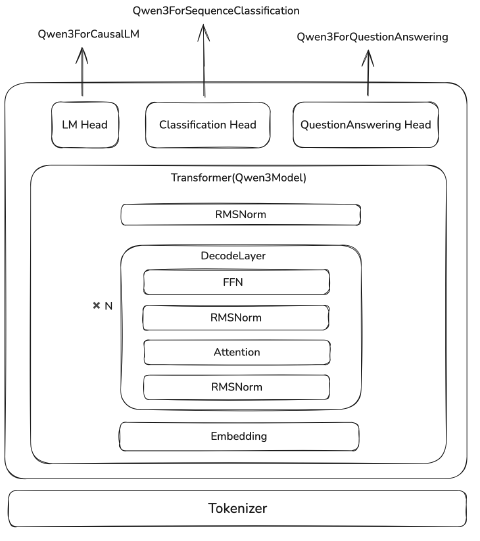 Qwen3ForSequenceClassification
Qwen3ForCausalLM
Qwen3ForQuestionAnswering
LM Head
Classification Head
QuestionAnswering Head
Transformer(Qwen3Model)
RMSNorm
DecodeLayer
FFN
× N
RMSNorm
Attention
RMSNorm
Embedding
Tokenizer